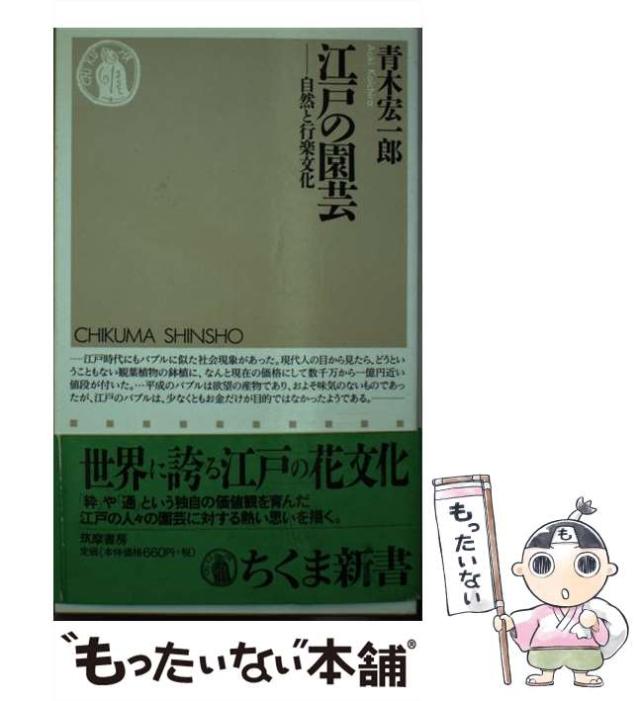 青木宏一郎
Aoki Koichiro
江戸の園芸
――自然と行楽文化
CHIKUMA SHINSHO
――江戸時代にもバブルに似た社会現象があった。現代人の目から見たら、どうとい
うこともない観葉植物の鉢植に、なんと現在の価格にして数千万から一億円近い
値段が付いた。…平成のバブルは欲望の産物であり、およそ味気のないものであっ
たが、江戸のバブルは、少なくともお金だけが目的ではなかったようである。――
世界に誇る江戸の花文化
「粋」や「通」という独自の価値観を育んだ
江戸の人々の園芸に対する熱い思いを描く。
筑摩書房
定価(本体価格660円+税)
ちくま新書
もったいない
“もったいない”本舗®